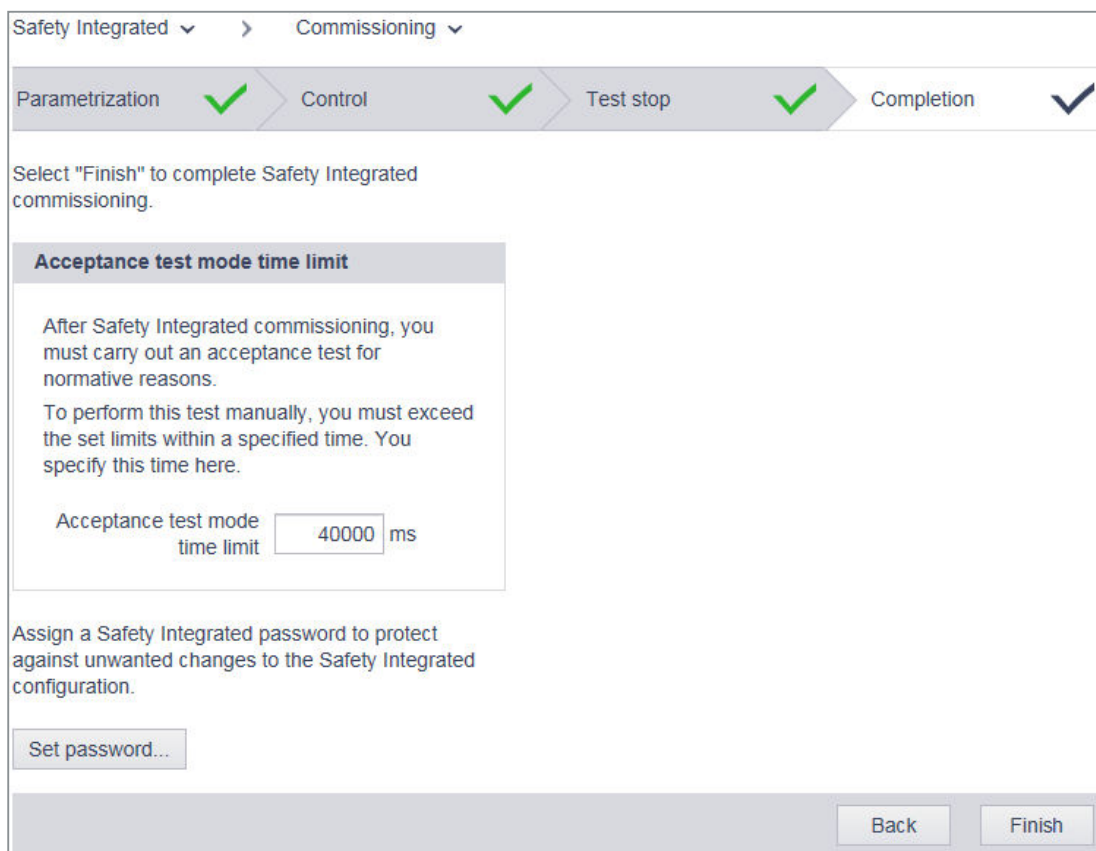 Safety Integrated > Commissioning
Parametrization Control Test stop Completion
Select "Finish" to complete Safety Integrated
commissioning.
Acceptance test mode time limit
After Safety Integrated commissioning, you
must carry out an acceptance test for
normative reasons.
To perform this test manually, you must exceed
the set limits within a specified time. You
specify this time here.
Acceptance test mode
time limit 40000 ms
Assign a Safety Integrated password to protect
against unwanted changes to the Safety Integrated
configuration.
Set password...
Back Finish